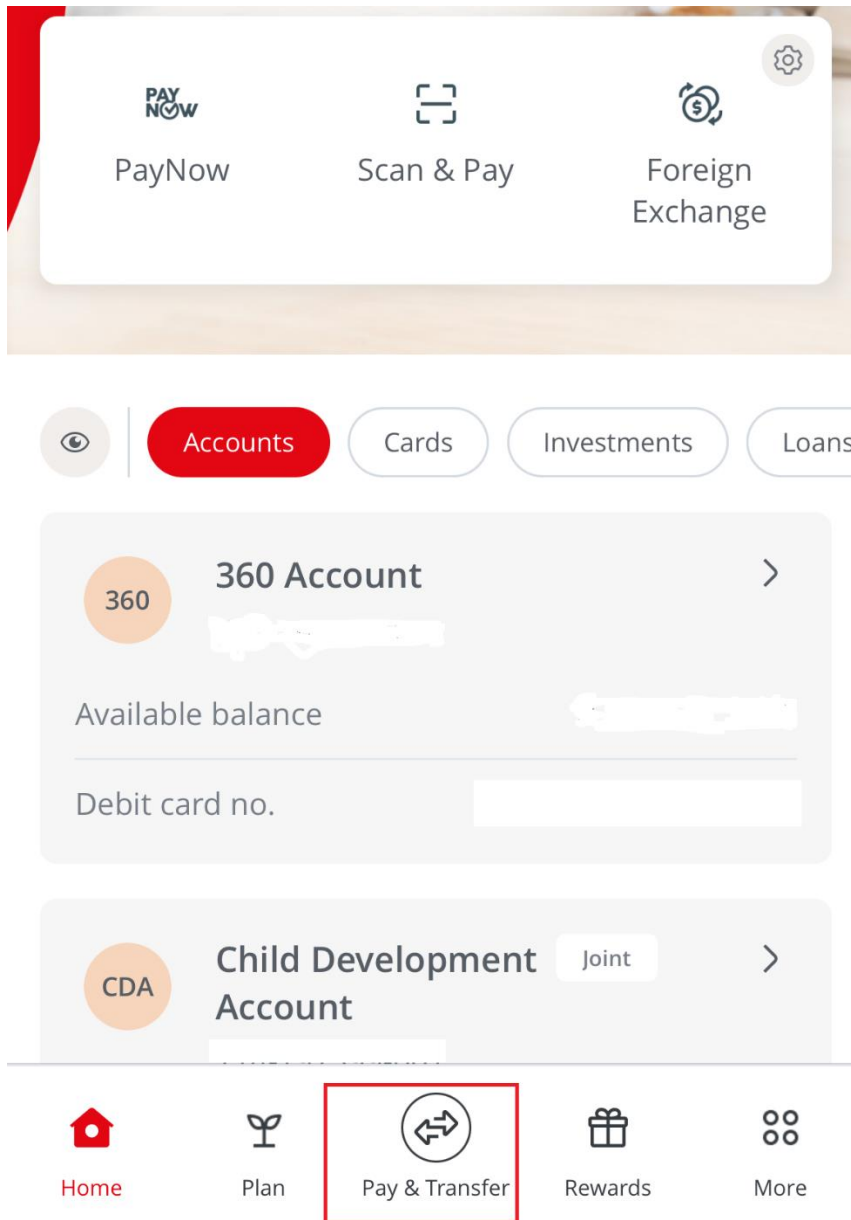 PAY
NOW
PayNow
Scan & Pay
Foreign
Exchange
Accounts
Cards
Investments
Loans
360
360 Account
Available balance
Debit card no.
CDA
Child Development
Account
Joint
Home
Plan
Pay & Transfer
Rewards
More